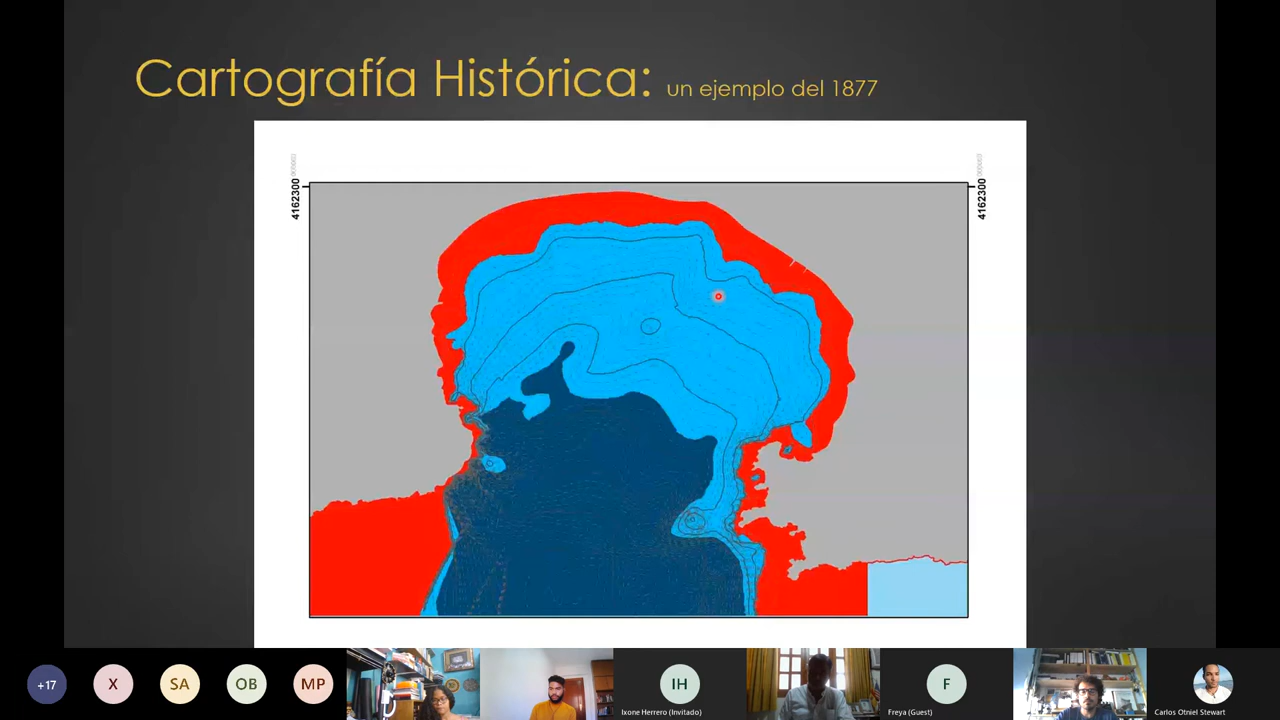 Cartografía Histórica: un ejemplo del 1877
4162300
4162300
+17
X
SA
OB
MP
IH
Ixone Herrero (Invitado)
F
Freya (Guest)
Carlos Otniel Stewart